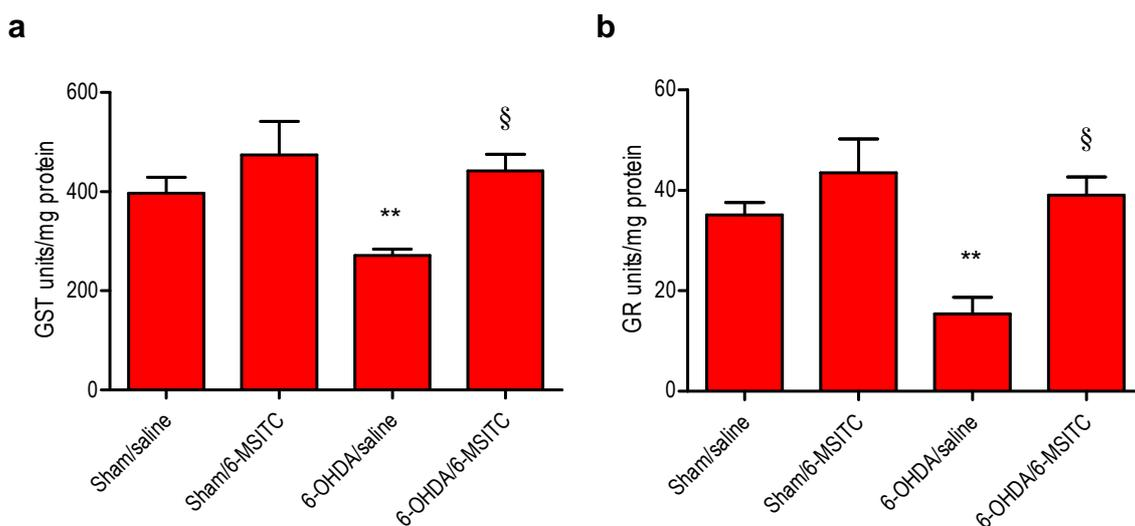 a
600
400
200
0
GST units/mg protein
**
§
Sham/saline
Sham/6-MSITC
6-OHDA/saline
6-OHDA/6-MSITC
b
60
40
20
0
GR units/mg protein
**
§
Sham/saline
Sham/6-MSITC
6-OHDA/saline
6-OHDA/6-MSITC